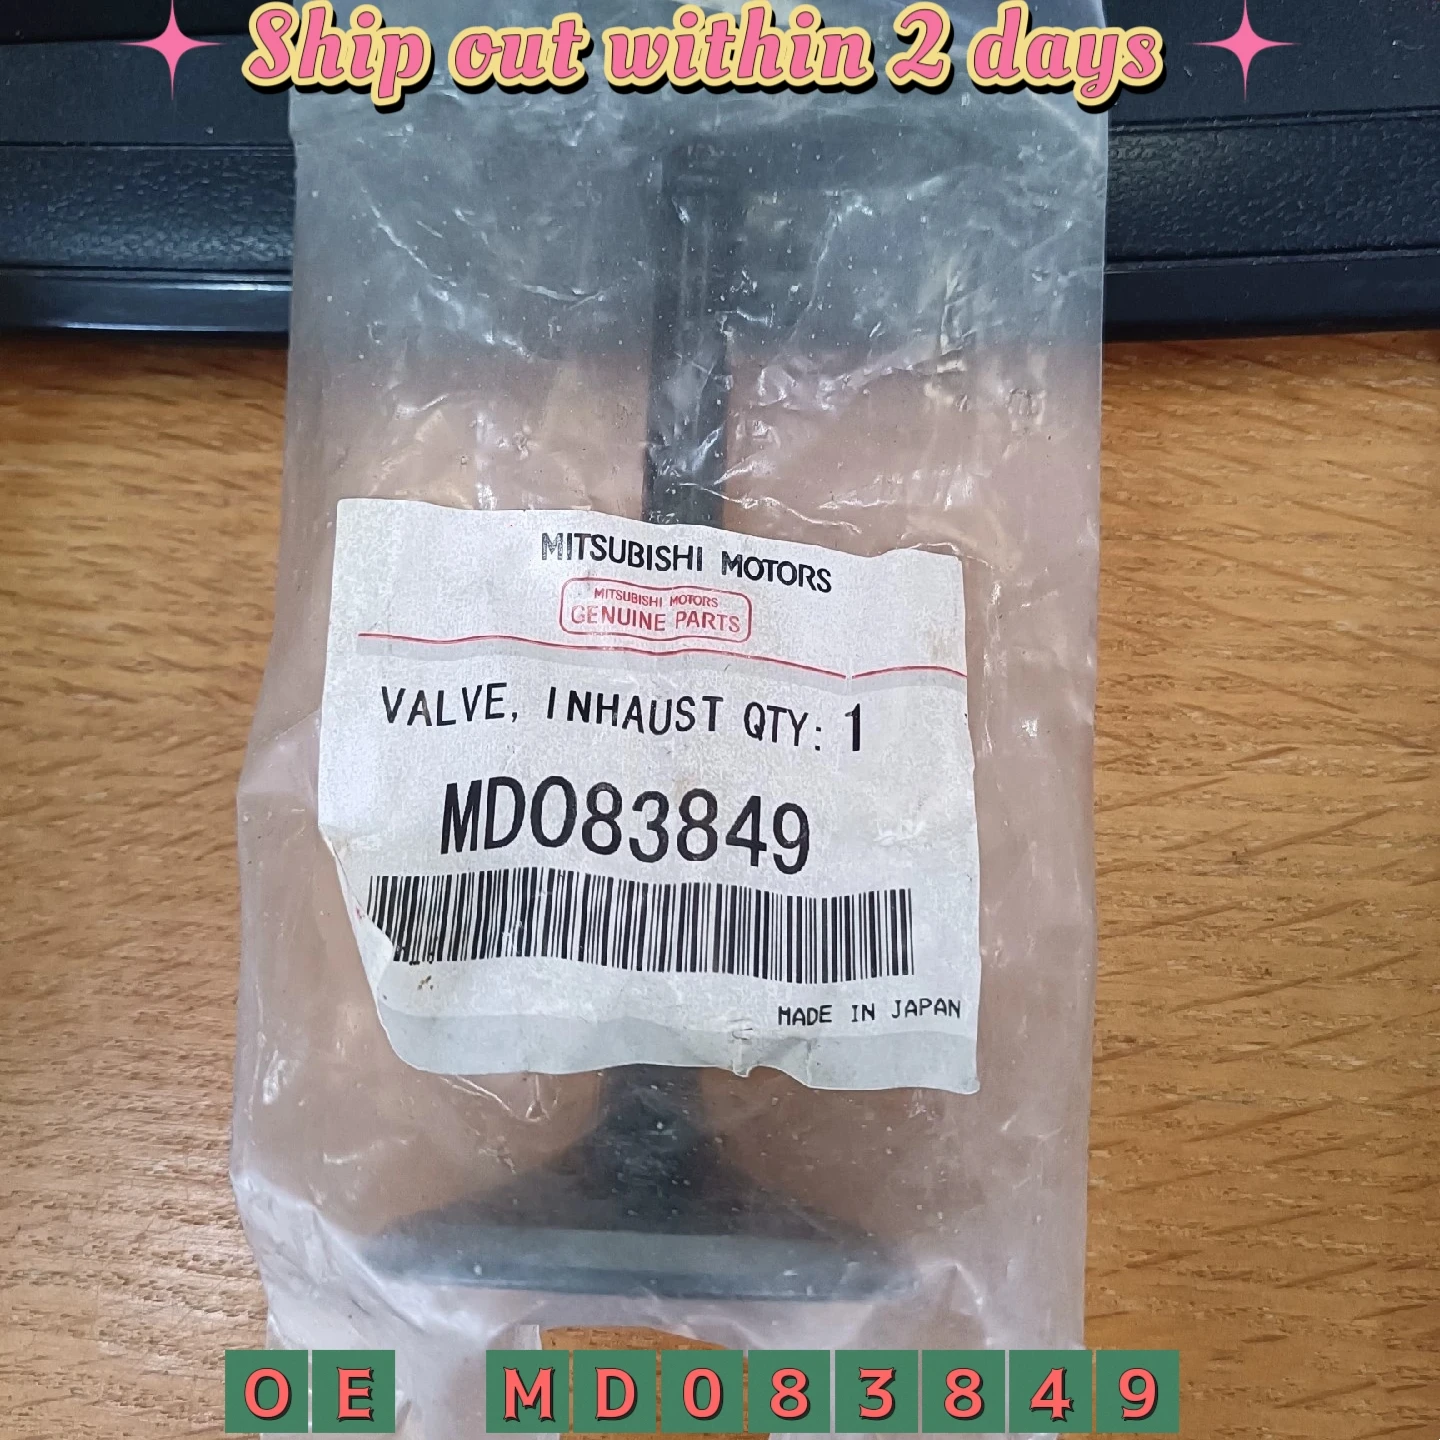 Ship out within 2 days
MITSUBISHI MOTORS
MITSUBISHI MOTORS
GENUINE PARTS
VALVE, INHAUST QTY: 1
MD083849
MADE IN JAPAN
OE MD083849